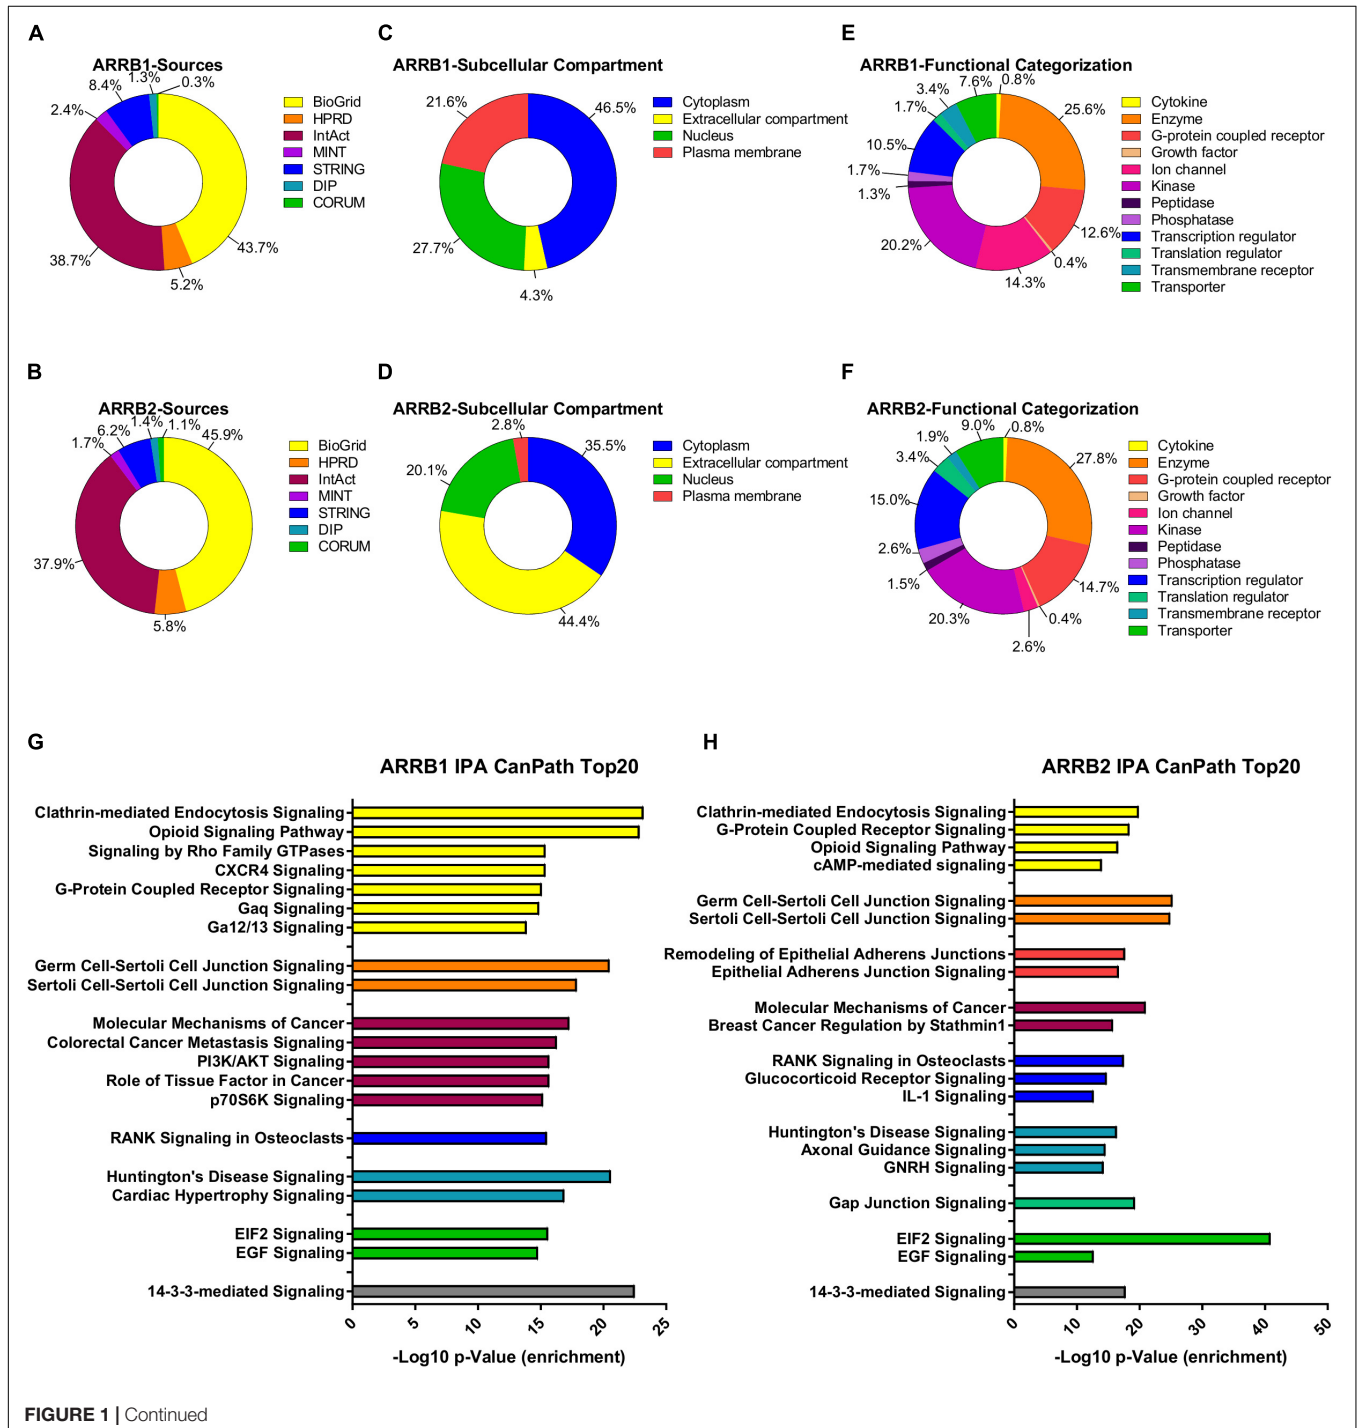 A
ARRB1-Sources
0.3%
1.3%
8.4%
2.4%
38.7%
5.2%
43.7%
BioGrid
HPRD
IntAct
MINT
STRING
DIP
CORUM
C
ARRB1-Subcellular Compartment
21.6%
46.5%
27.7%
4.3%
Cytoplasm
Extracellular compartment
Nucleus
Plasma membrane
E
ARRB1-Functional Categorization
7.6%
0.8%
3.4%
1.7%
25.6%
10.5%
1.7%
1.3%
20.2%
14.3%
0.4%
12.6%
Cytokine
Enzyme
G-protein coupled receptor
Growth factor
Ion channel
Kinase
Peptidase
Phosphatase
Transcription regulator
Translation regulator
Transmembrane receptor
Transporter
B
ARRB2-Sources
1.4%
1.1%
6.2%
1.7%
45.9%
37.9%
5.8%
BioGrid
HPRD
IntAct
MINT
STRING
DIP
CORUM
D
ARRB2-Subcellular Compartment
2.8%
35.5%
20.1%
44.4%
Cytoplasm
Extracellular compartment
Nucleus
Plasma membrane
F
ARRB2-Functional Categorization
9.0%
0.8%
1.9%
3.4%
27.8%
15.0%
2.6%
1.5%
20.3%
2.6%
0.4%
14.7%
Cytokine
Enzyme
G-protein coupled receptor
Growth factor
Ion channel
Kinase
Peptidase
Phosphatase
Transcription regulator
Translation regulator
Transmembrane receptor
Transporter
G
ARRB1 IPA CanPath Top20
Clathrin-mediated Endocytosis Signaling
Opioid Signaling Pathway
Signaling by Rho Family GTPases
CXCR4 Signaling
G-Protein Coupled Receptor Signaling
Gaq Signaling
Ga12/13 Signaling
Germ Cell-Sertoli Cell Junction Signaling
Sertoli Cell-Sertoli Cell Junction Signaling
Molecular Mechanisms of Cancer
Colorectal Cancer Metastasis Signaling
PI3K/AKT Signaling
Role of Tissue Factor in Cancer
p70S6K Signaling
RANK Signaling in Osteoclasts
Huntington's Disease Signaling
Cardiac Hypertrophy Signaling
EIF2 Signaling
EGF Signaling
14-3-3-mediated Signaling
0 5 10 15 20 25
-Log10 p-Value (enrichment)
H
ARRB2 IPA CanPath Top20
Clathrin-mediated Endocytosis Signaling
G-Protein Coupled Receptor Signaling
Opioid Signaling Pathway
cAMP-mediated signaling
Germ Cell-Sertoli Cell Junction Signaling
Sertoli Cell-Sertoli Cell Junction Signaling
Remodeling of Epithelial Adherens Junctions
Epithelial Adherens Junction Signaling
Molecular Mechanisms of Cancer
Breast Cancer Regulation by Stathmin1
RANK Signaling in Osteoclasts
Glucocorticoid Receptor Signaling
IL-1 Signaling
Huntington's Disease Signaling
Axonal Guidance Signaling
GNRH Signaling
Gap Junction Signaling
EIF2 Signaling
EGF Signaling
14-3-3-mediated Signaling
0 10 20 30 40 50
-Log10 p-Value (enrichment)
FIGURE 1 | Continued